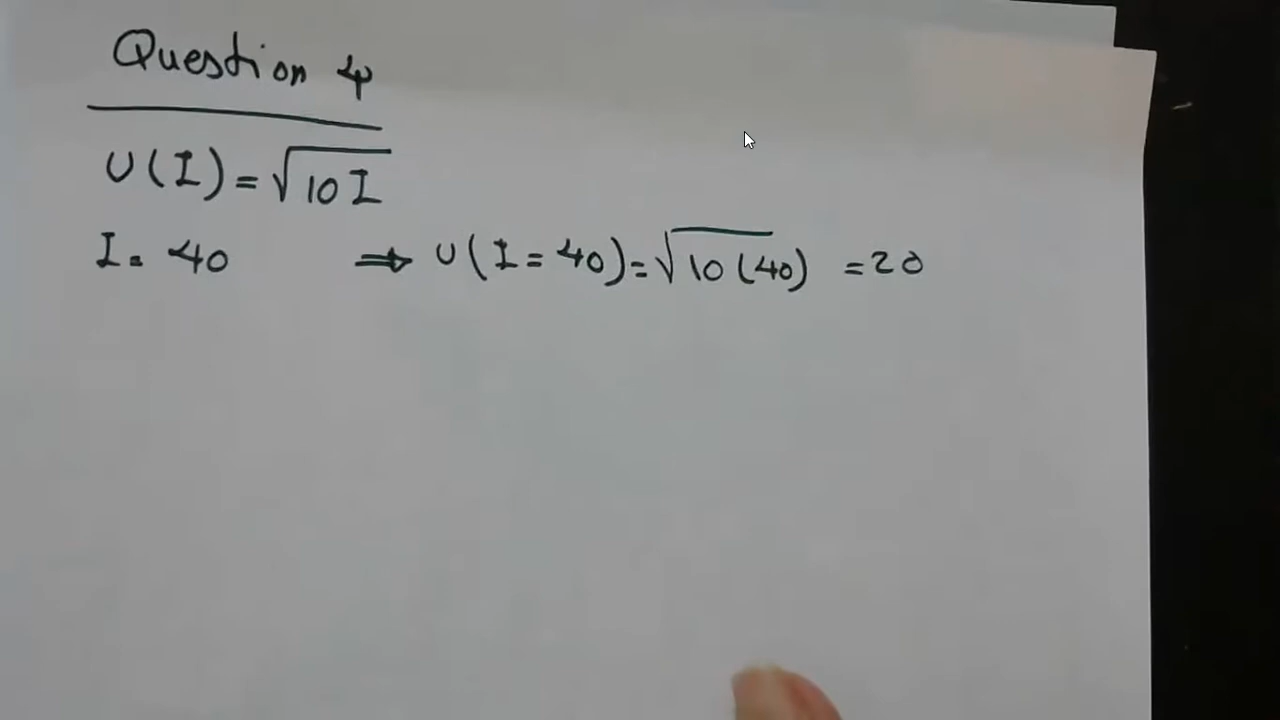 Question 4
U(I)=√10I
I = 40 ⇒ U(I=40)=√10(40) =20